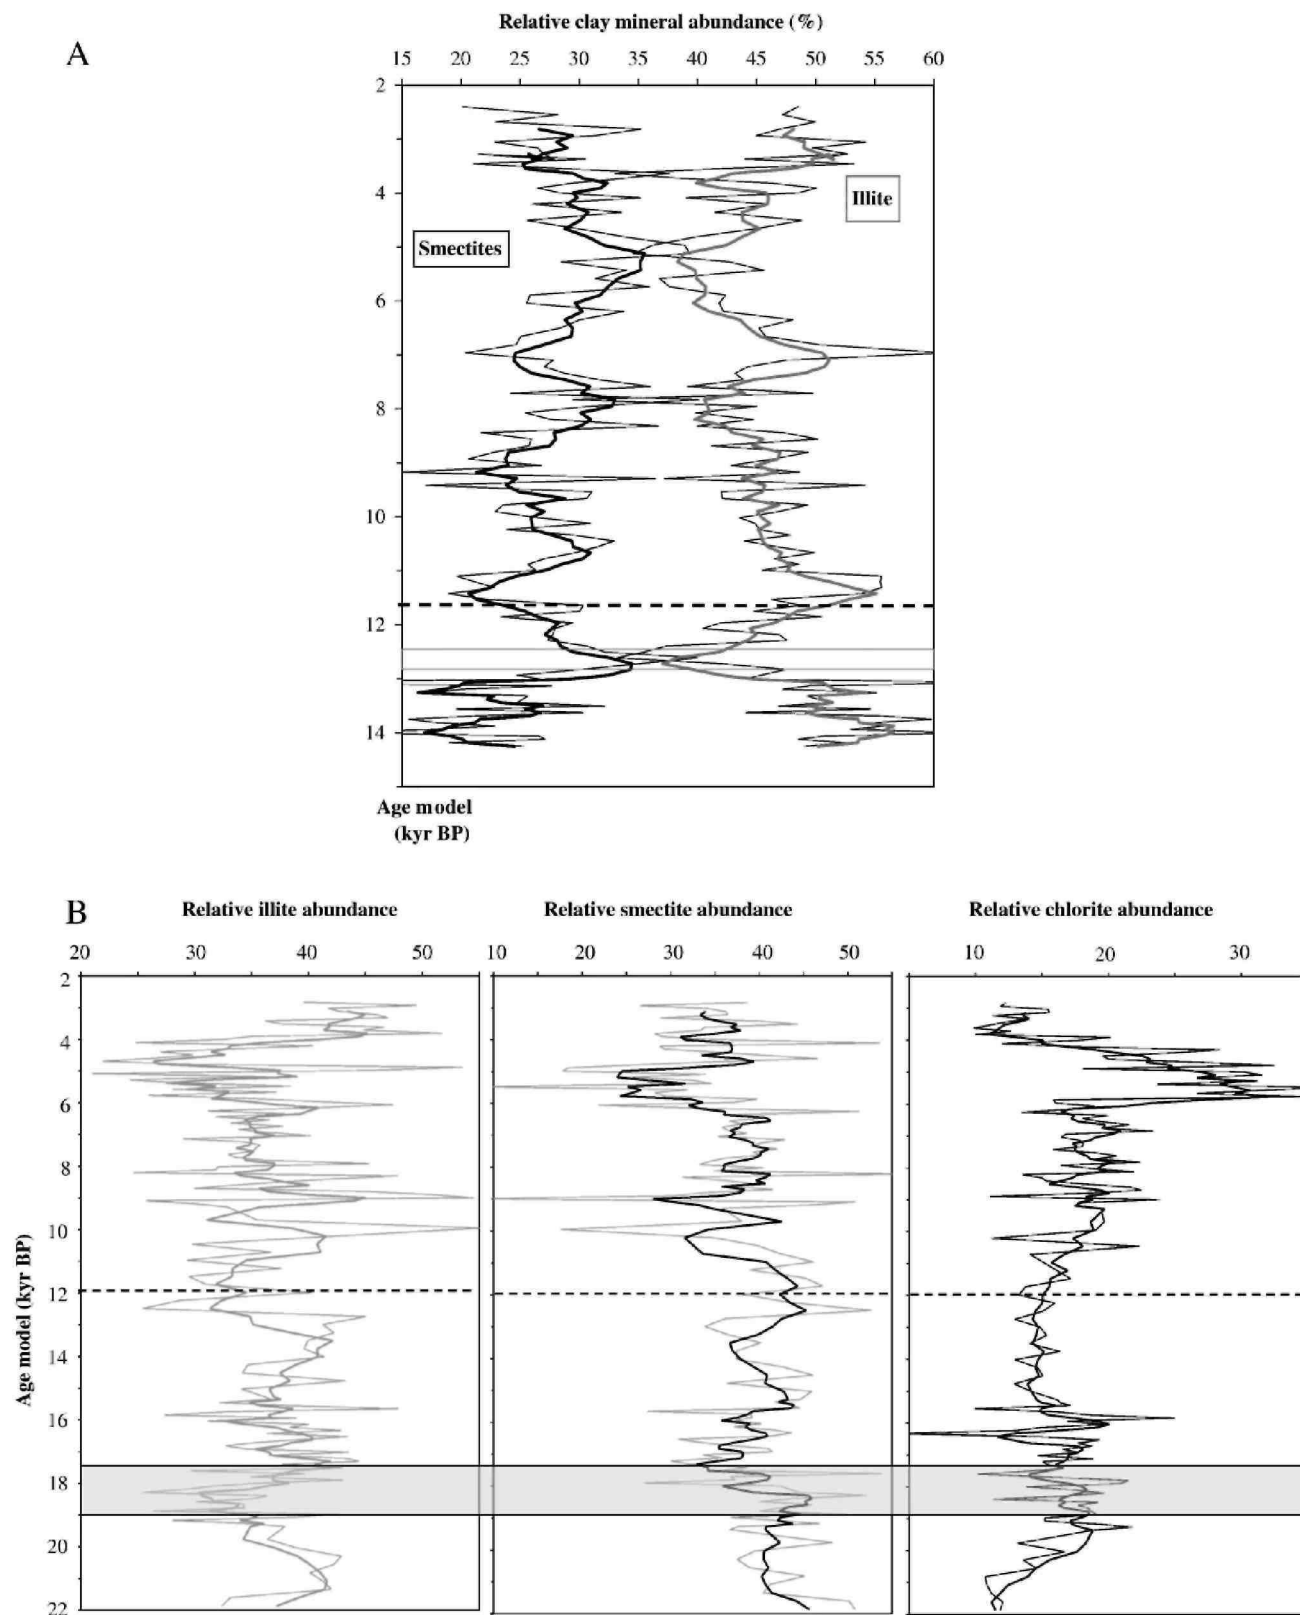 A
Relative clay mineral abundance (%)
15 20 25 30 35 40 45 50 55 60
2
4
6
8
10
12
14
Smectites
Illite
Age model
(kyr BP)
B
Relative illite abundance
Relative smectite abundance
Relative chlorite abundance
20 30 40 50
10 20 30 40 50
10 20 30
2
4
6
8
10
12
14
16
18
20
22
Age model (kyr BP)